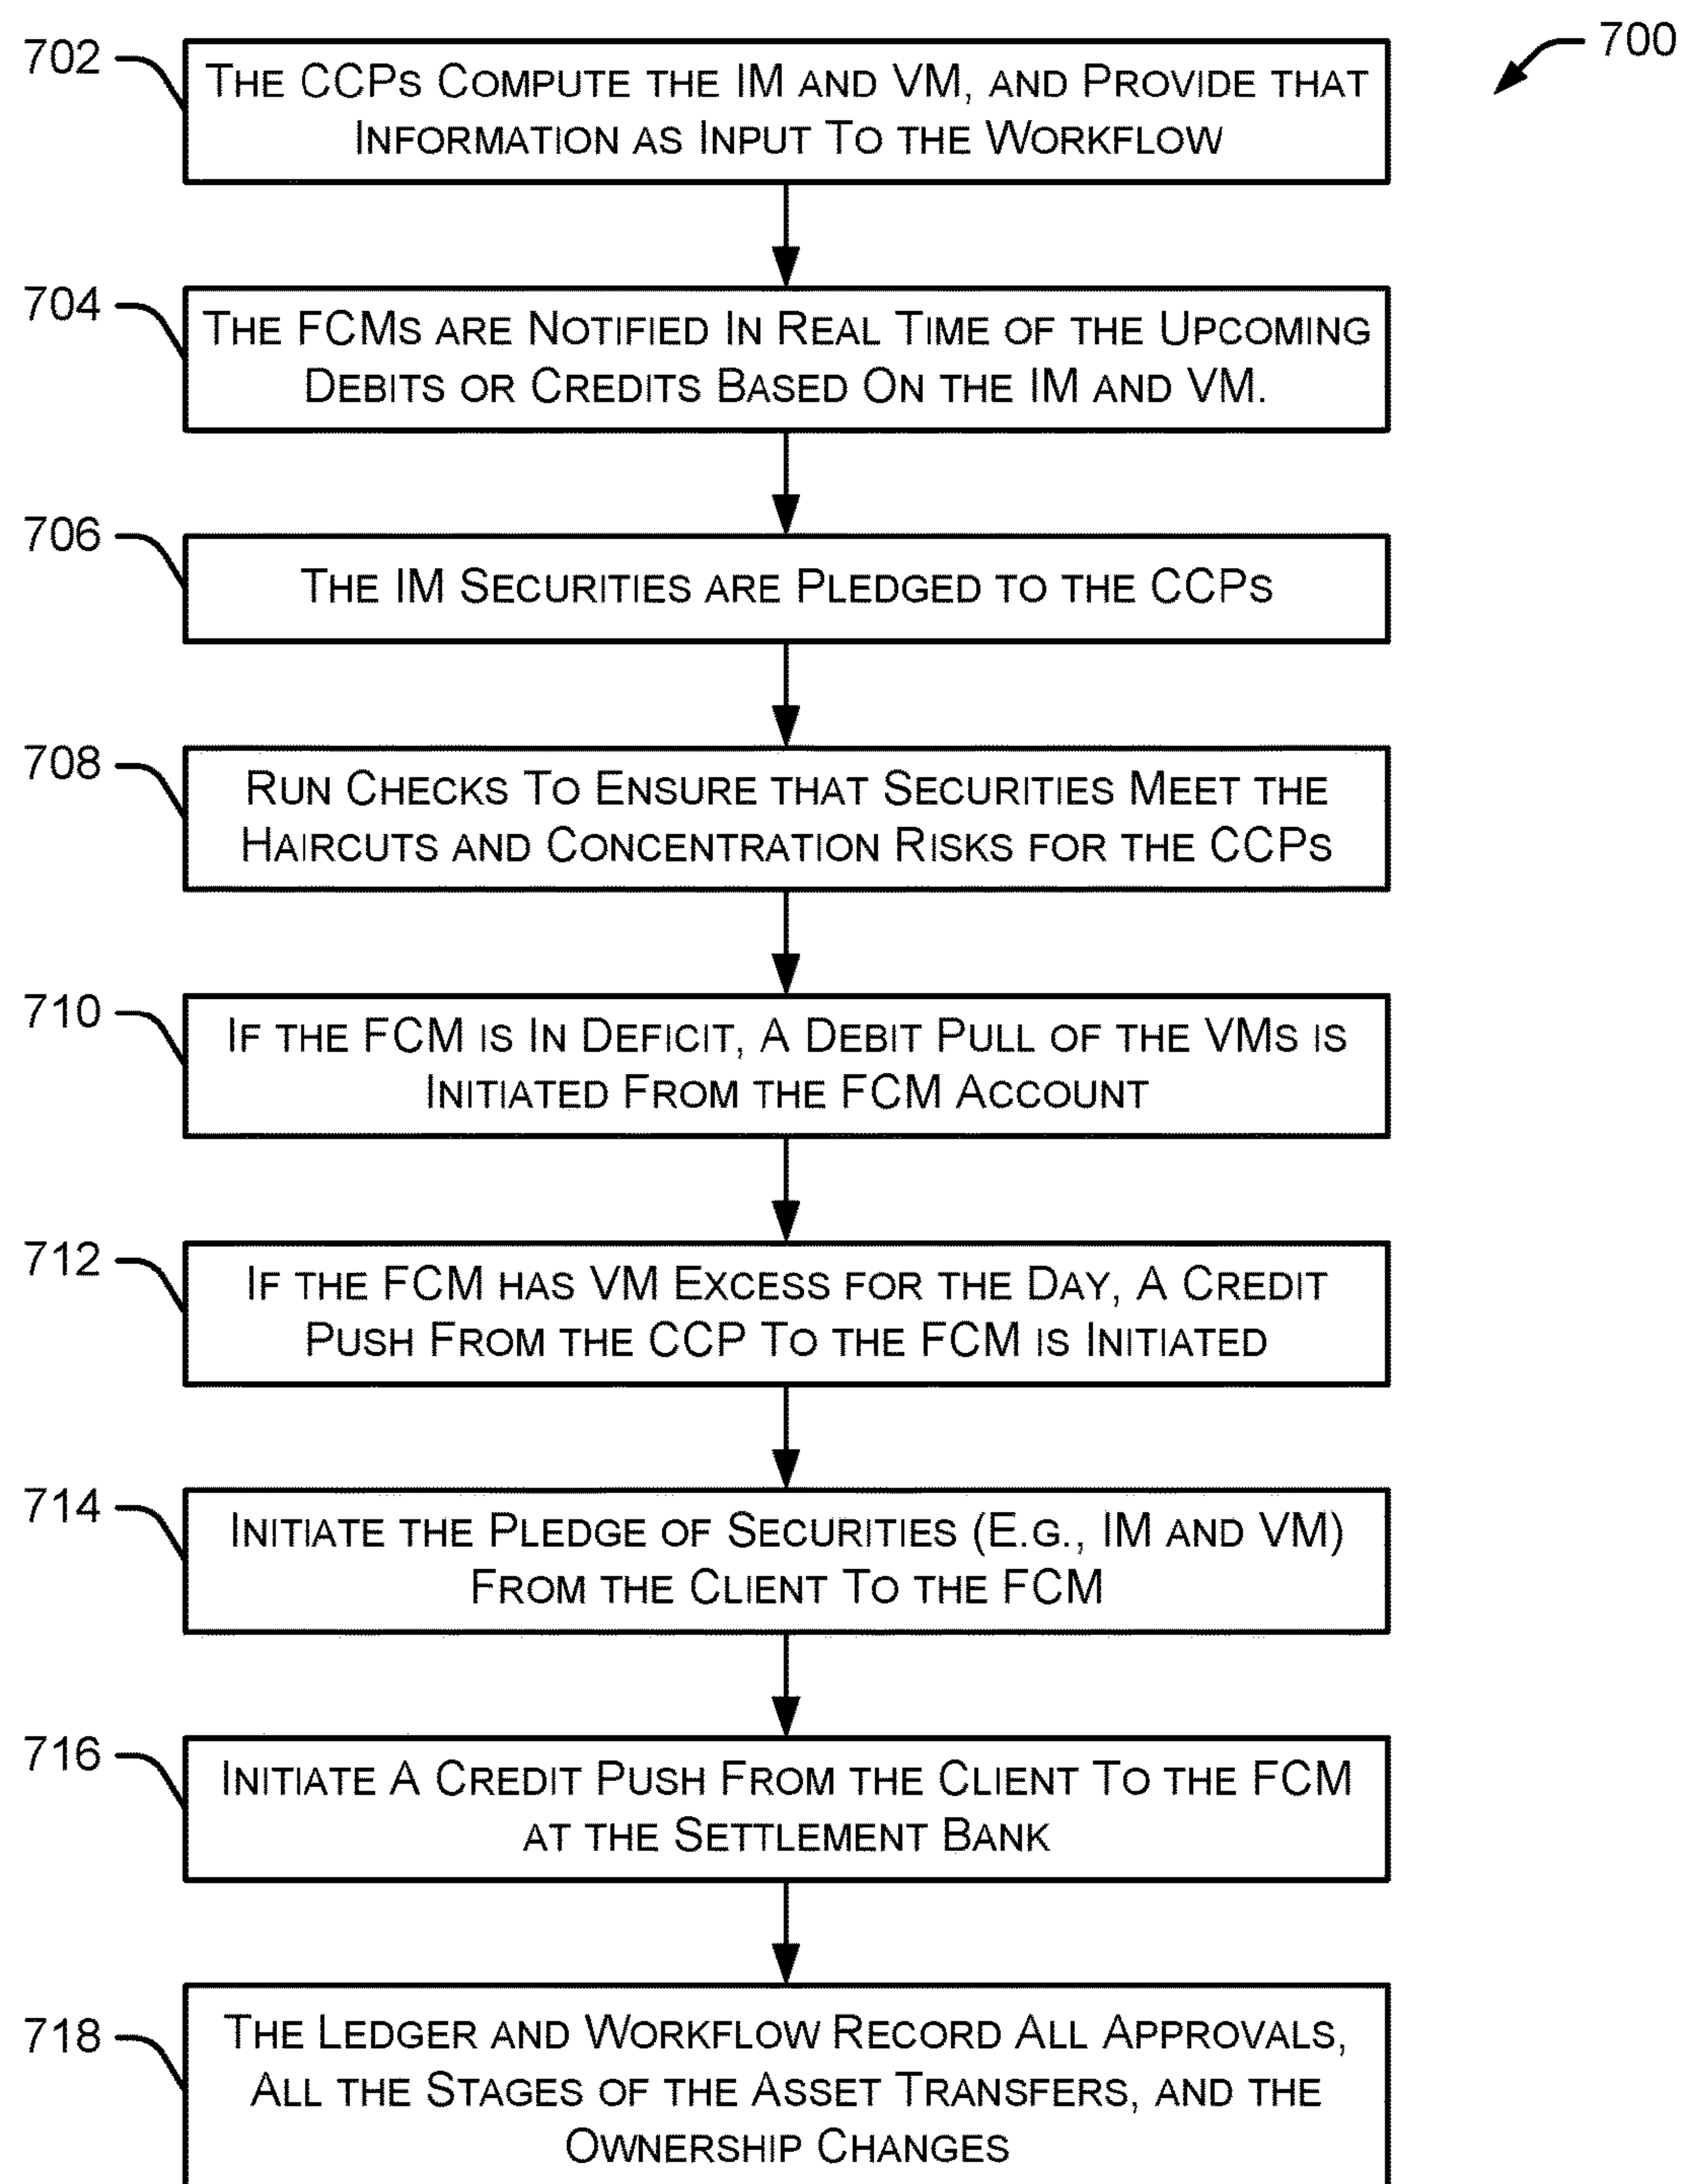 700
702
THE CCPS COMPUTE THE IM AND VM, AND PROVIDE THAT
INFORMATION AS INPUT TO THE WORKFLOW
704
THE FCMS ARE NOTIFIED IN REAL TIME OF THE UPCOMING
DEBITS OR CREDITS BASED ON THE IM AND VM.
706
THE IM SECURITIES ARE PLEDGED TO THE CCPS
708
RUN CHECKS TO ENSURE THAT SECURITIES MEET THE
HAIRCUTS AND CONCENTRATION RISKS FOR THE CCPS
710
IF THE FCM IS IN DEFICIT, A DEBIT PULL OF THE VMS IS
INITIATED FROM THE FCM ACCOUNT
712
IF THE FCM HAS VM EXCESS FOR THE DAY, A CREDIT
PUSH FROM THE CCP TO THE FCM IS INITIATED
714
INITIATE THE PLEDGE OF SECURITIES (E.G., IM AND VM)
FROM THE CLIENT TO THE FCM
716
INITIATE A CREDIT PUSH FROM THE CLIENT TO THE FCM
AT THE SETTLEMENT BANK
718
THE LEDGER AND WORKFLOW RECORD ALL APPROVALS,
ALL THE STAGES OF THE ASSET TRANSFERS, AND THE
OWNERSHIP CHANGES